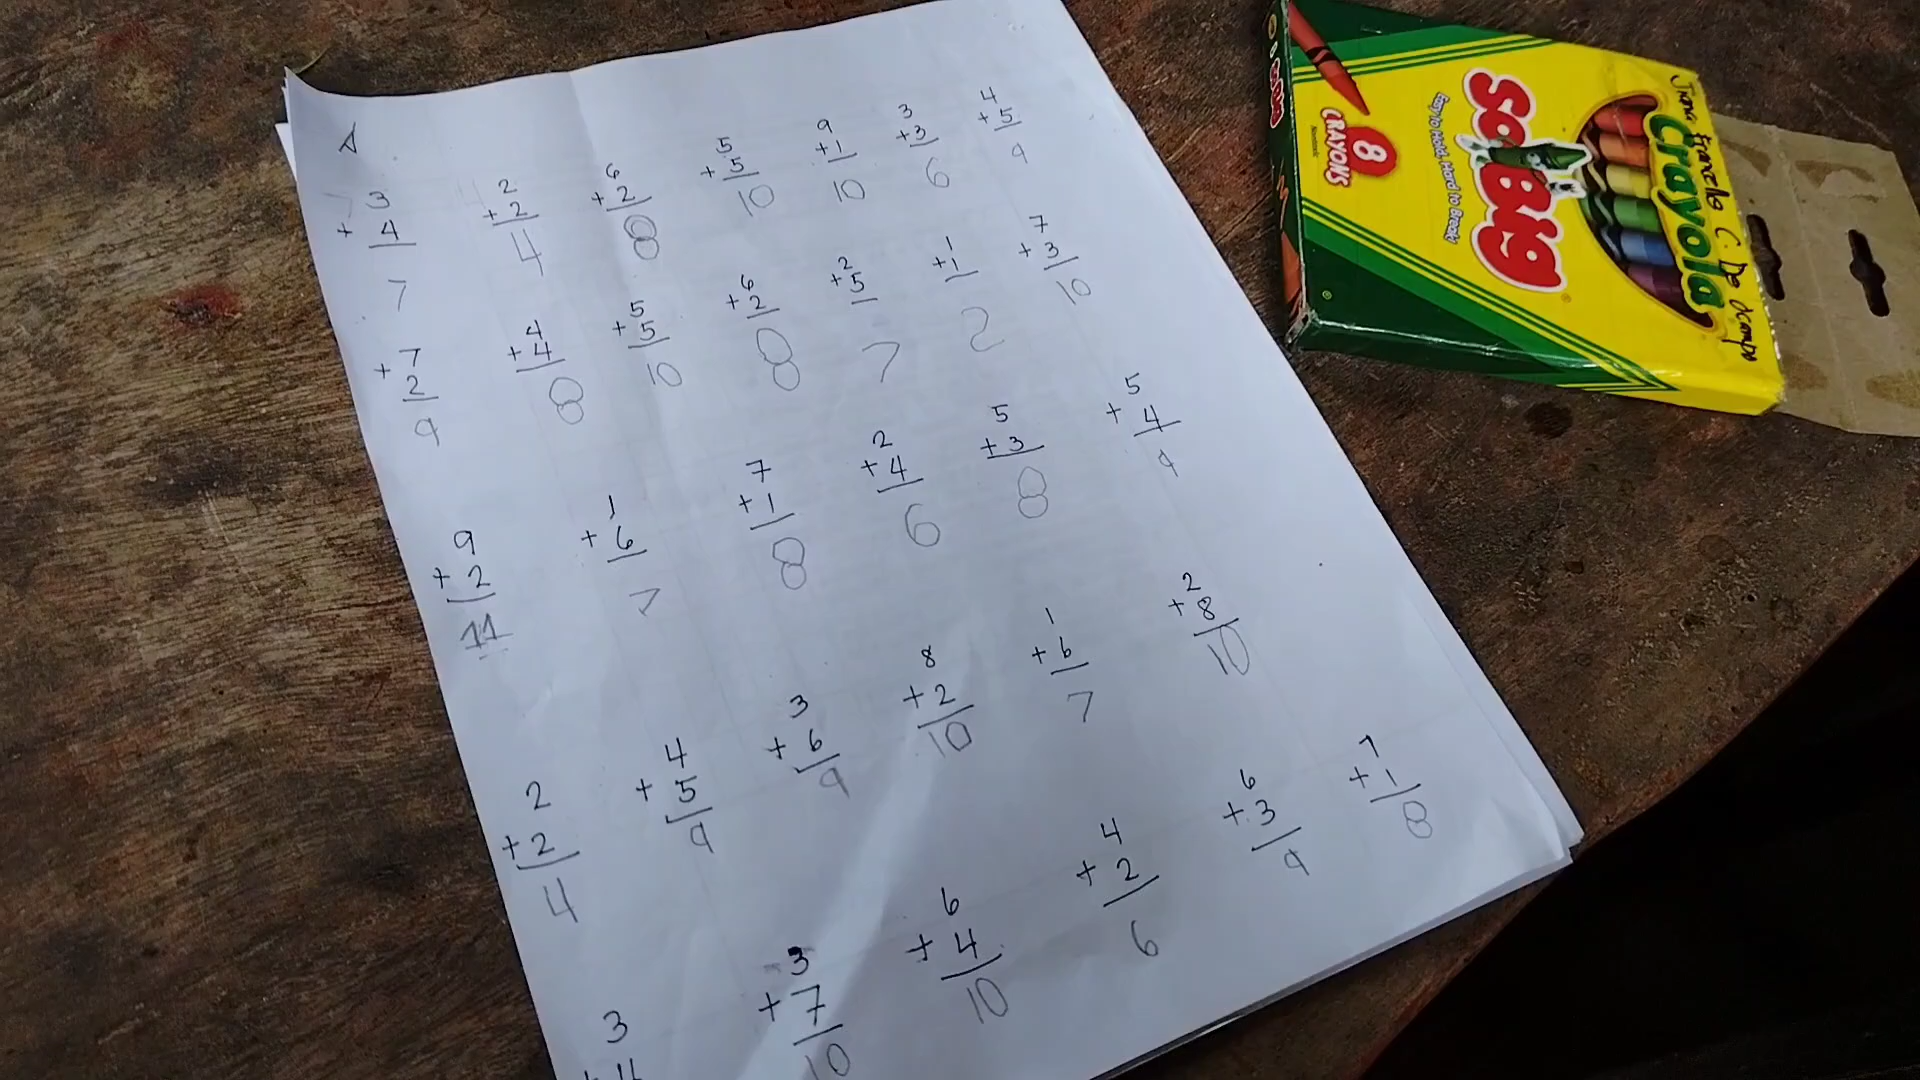 3 2 6 5 9 3 4
+ 4 + 2 + 2 + 5 + 1 + 3 + 5
7 4 8 10 10 6 9
7 4 5 6 2 1 7
+ 2 + 4 + 5 + 2 + 5 + 1 + 3
9 8 10 8 7 2 10
9 1 7 2 5 5
+ 2 + 6 + 1 + 4 + 3 + 4
11 7 8 6 8 9
2 4 3 8 1 2
+ 2 + 5 + 6 + 2 + 6 + 8
4 9 9 10 7 10
3 3 6 4 6 7
+ 4 + 7 + 4 + 2 + 3 + 1
10 10 6 9 8
Crayola
So Big
Easy to Hold, Hard to Break!
8
CRAYONS